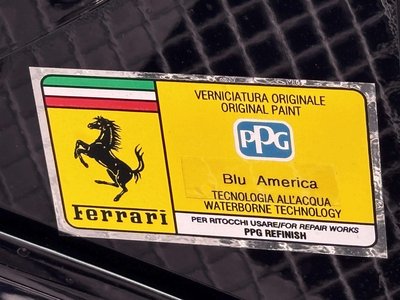 Ferrari
VERNICIATURA ORIGINALE
ORIGINAL PAINT
PPG
Blu America
TECNOLOGIA ALL'ACQUA
WATERBORNE TECHNOLOGY
PER RITOCCHI USARE/FOR REPAIR WORKS
PPG REFINISH